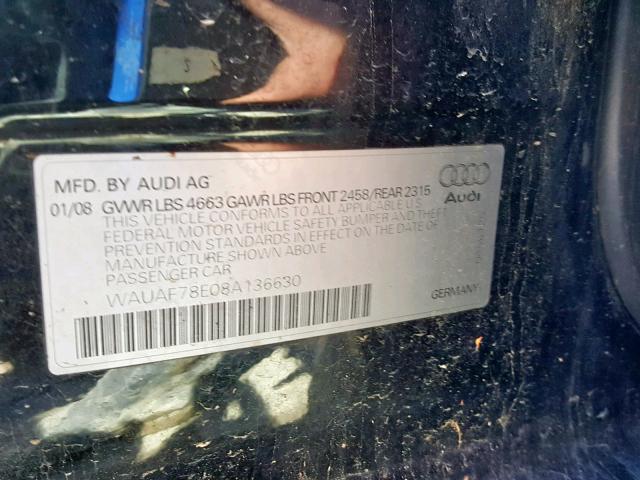 MFD. BY AUDI AG
01/08 GVWR LBS 4663 GAWR LBS FRONT 2458/REAR 2315
THIS VEHICLE CONFORMS TO ALL APPLICABLE U.S.
FEDERAL MOTOR VEHICLE SAFETY BUMPER AND THEFT
PREVENTION STANDARDS IN EFFECT ON THE DATE OF
MANUFACTURE SHOWN ABOVE
PASSENGER CAR
WAUAF78E08A136630
Audi
GERMANY